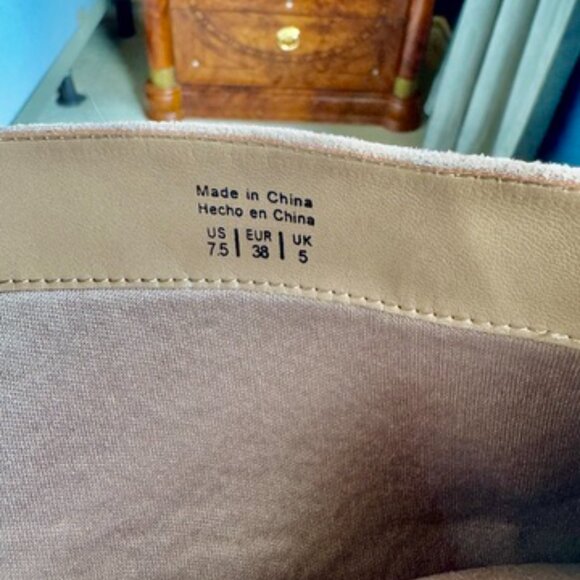 Made in China
Hecho en China
US | EUR | UK
7.5 | 38 | 5